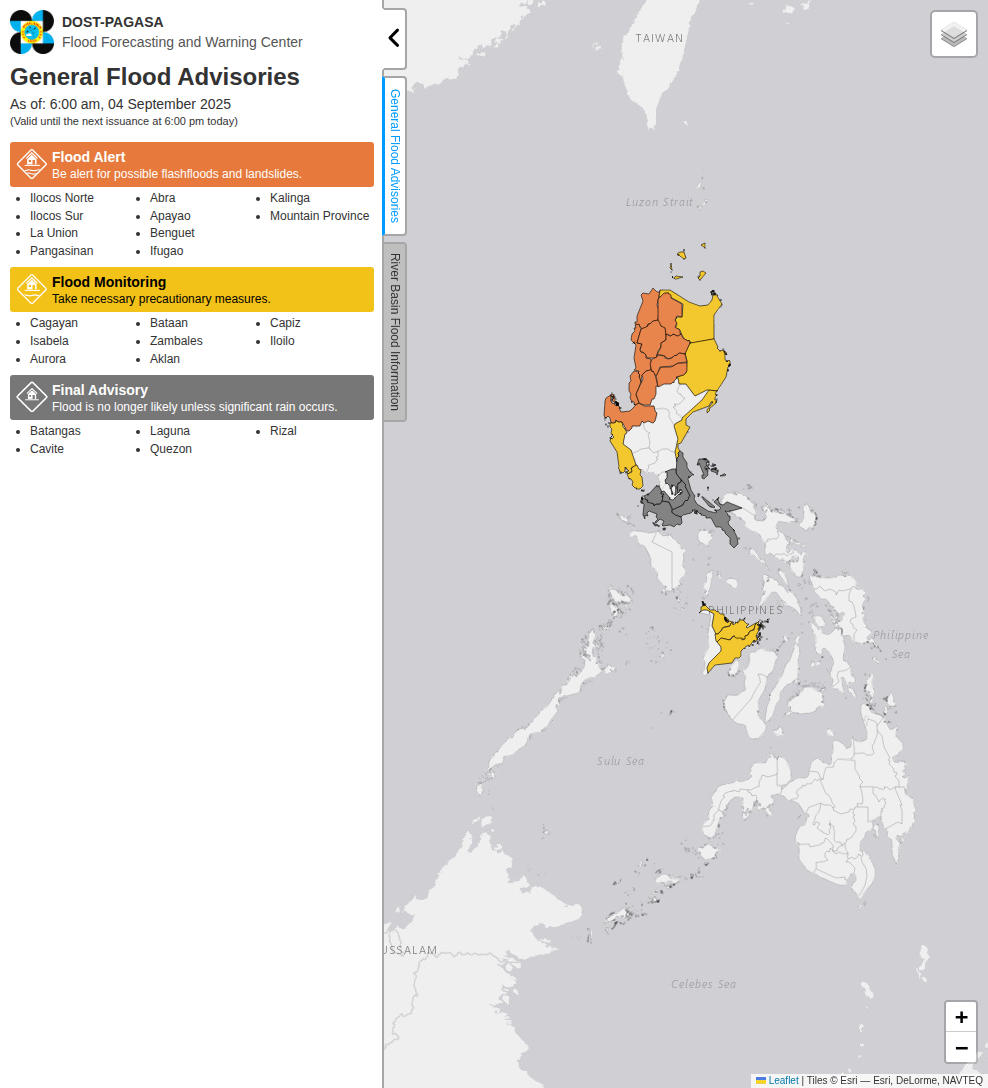 DOST-PAGASA
Flood Forecasting and Warning Center
General Flood Advisories
As of: 6:00 am, 04 September 2025
(Valid until the next issuance at 6:00 pm today)
Flood Alert
Be alert for possible flashfloods and landslides.
Ilocos Norte
Ilocos Sur
La Union
Pangasinan
Abra
Apayao
Benguet
Ifugao
Kalinga
Mountain Province
Flood Monitoring
Take necessary precautionary measures.
Cagayan
Isabela
Aurora
Bataan
Zambales
Aklan
Capiz
Iloilo
Final Advisory
Flood is no longer likely unless significant rain occurs.
Batangas
Cavite
Laguna
Quezon
Rizal
General Flood Advisories
River Basin Flood Information
TAIWAN
Luzon Strait
PHILIPPINES
Philippine
Sea
Sulu Sea
USSALAM
Celebes Sea
+
−
Leaflet | Tiles © Esri — Esri, DeLorme, NAVTEQ